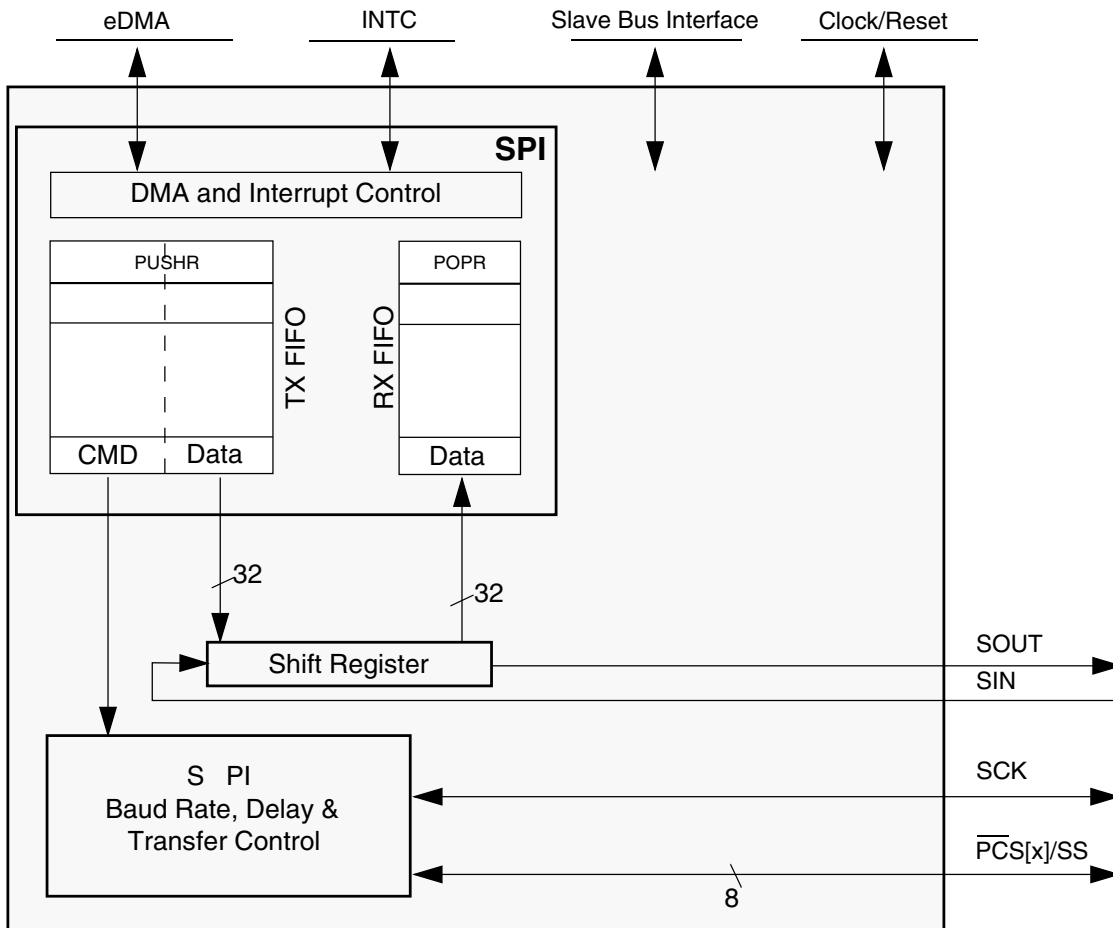 eDMA
INTC
Slave Bus Interface
Clock/Reset
SPI
DMA and Interrupt Control
PUSHR
POPR
TX FIFO
RX FIFO
CMD
Data
Data
32
32
Shift Register
SOUT
SIN
S PI
Baud Rate, Delay &
Transfer Control
SCK
PCS[x]/SS
8